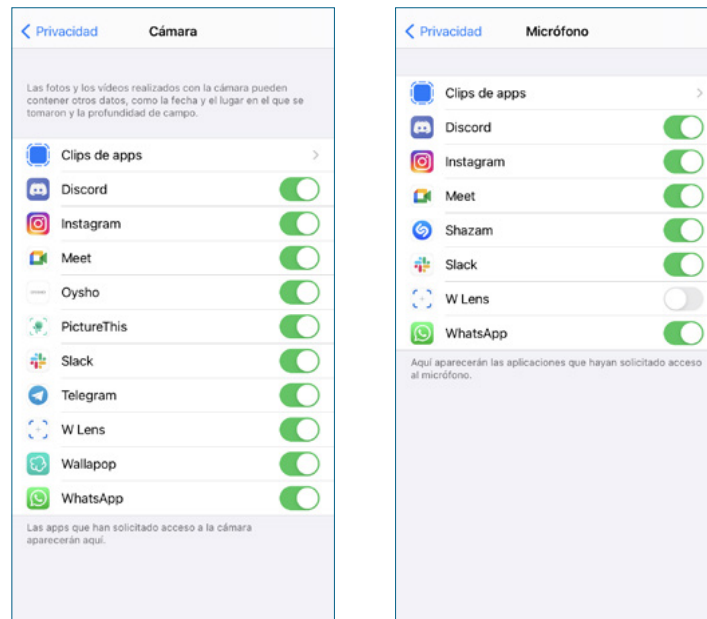 Privacidad
Cámara
Las fotos y los vídeos realizados con la cámara pueden
contener otros datos, como la fecha y el lugar en el que se
tomaron y la profundidad de campo.
Clips de apps
Discord
Instagram
Meet
Oysho
PictureThis
Slack
Telegram
W Lens
Wallapop
WhatsApp
Las apps que han solicitado acceso a la cámara
aparecerán aquí.
Privacidad
Micrófono
Clips de apps
Discord
Instagram
Meet
Shazam
Slack
W Lens
WhatsApp
Aquí aparecerán las aplicaciones que hayan solicitado acceso
al micrófono.